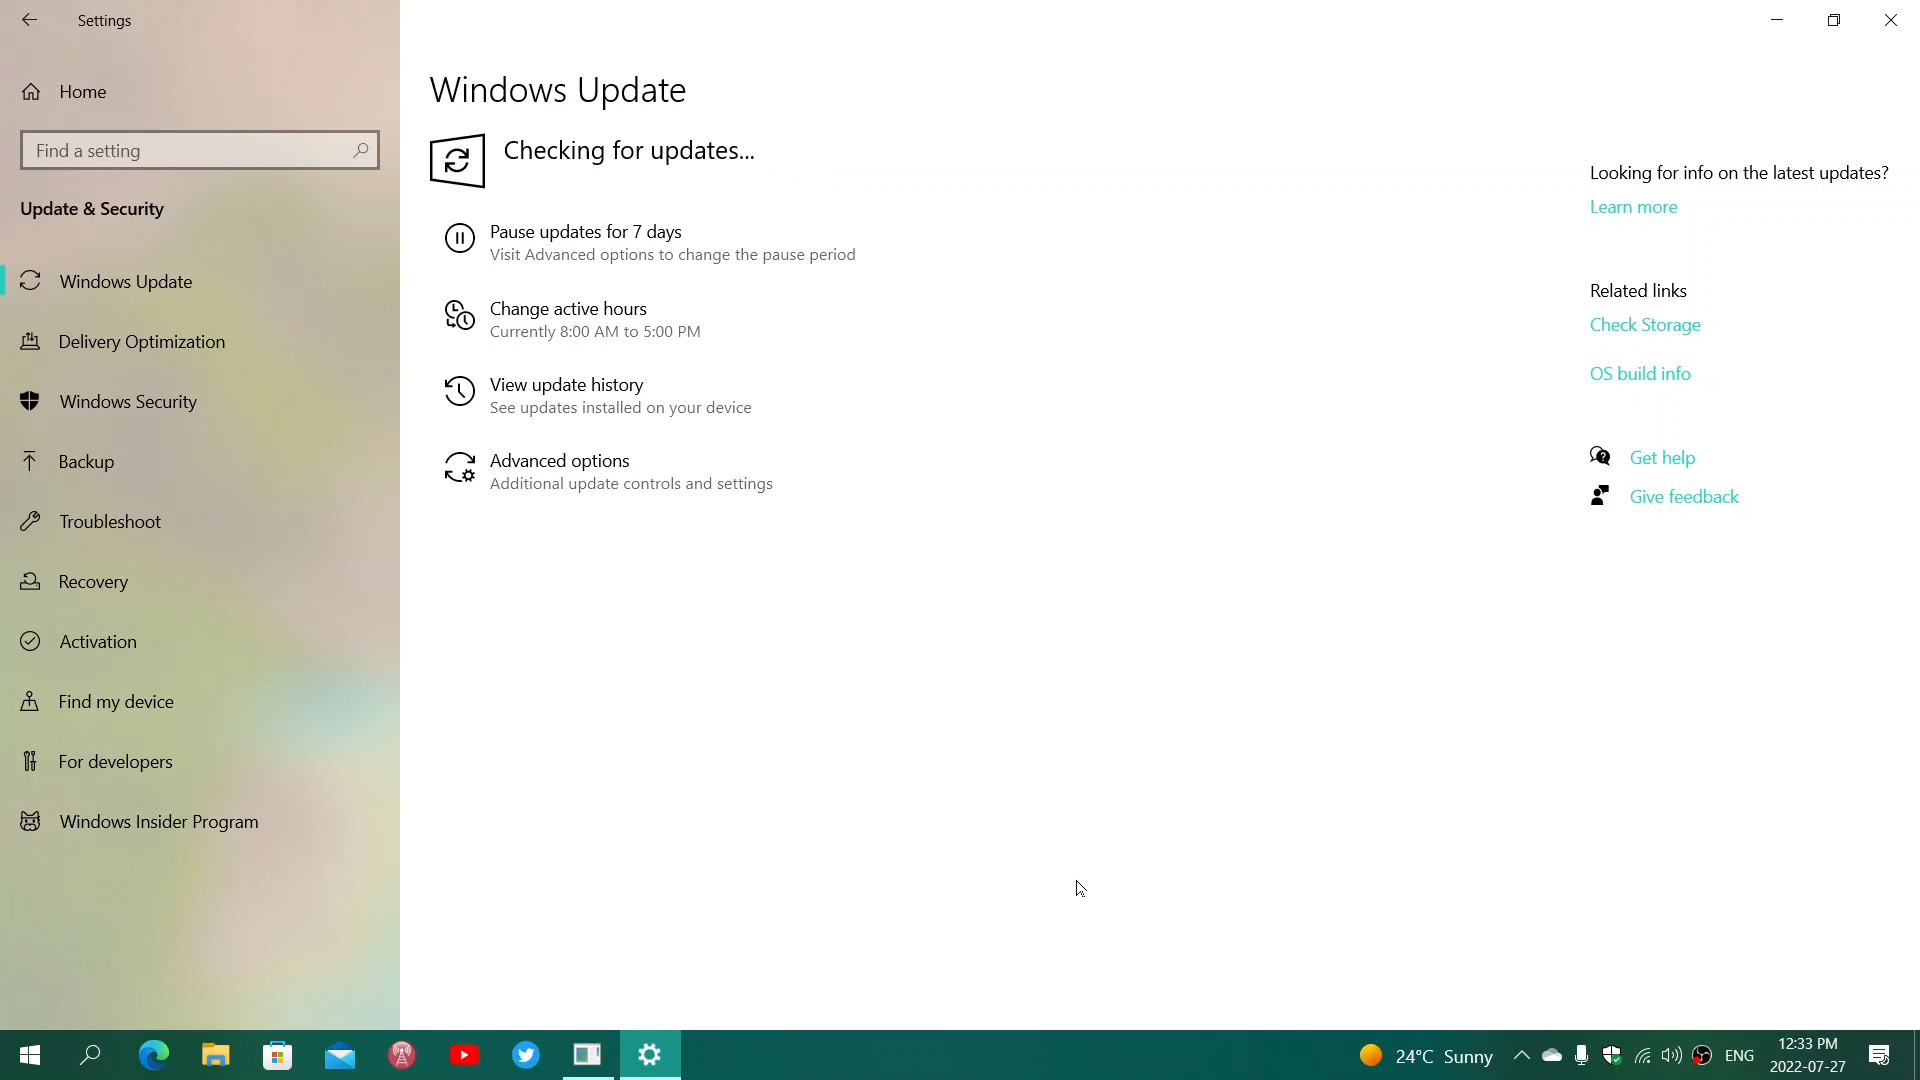 Settings
Home
Find a setting
Update & Security
Windows Update
Delivery Optimization
Windows Security
Backup
Troubleshoot
Recovery
Activation
Find my device
For developers
Windows Insider Program
Windows Update
Checking for updates...
Pause updates for 7 days
Visit Advanced options to change the pause period
Change active hours
Currently 8:00 AM to 5:00 PM
View update history
See updates installed on your device
Advanced options
Additional update controls and settings
Looking for info on the latest updates?
Learn more
Related links
Check Storage
OS build info
Get help
Give feedback
24°C Sunny
ENG
12:33 PM
2022-07-27